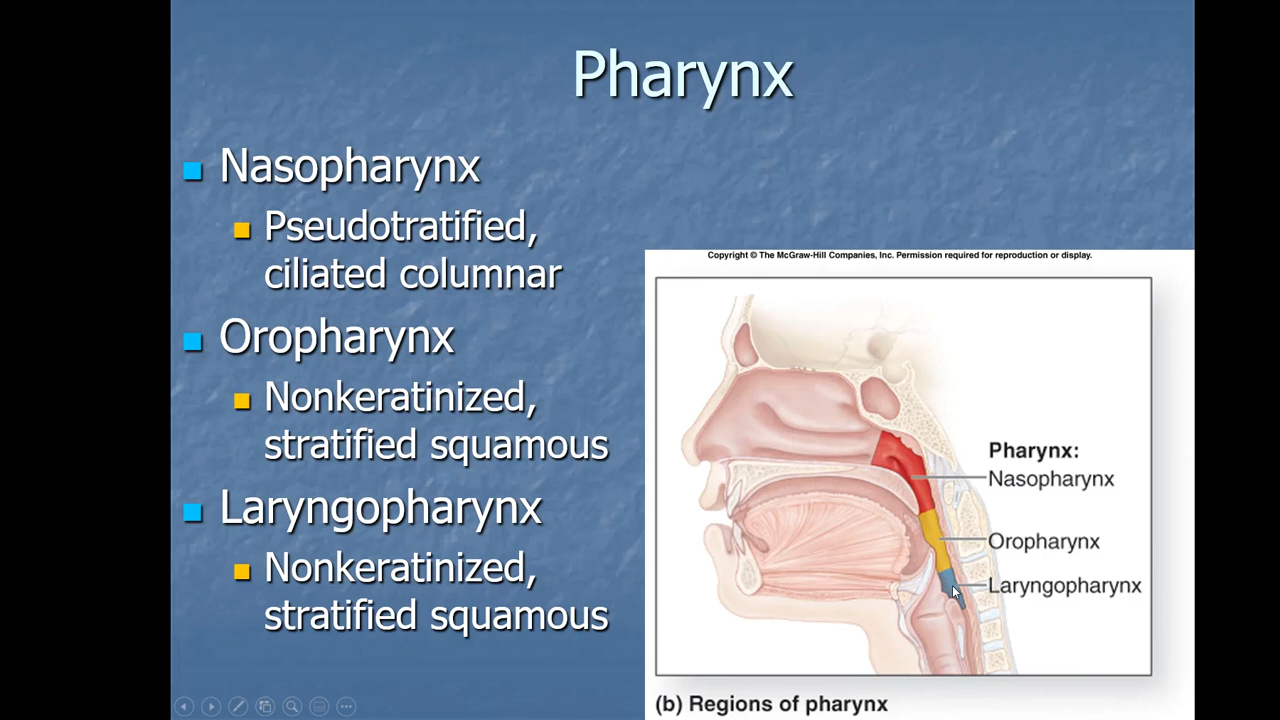 Pharynx
Nasopharynx
Pseudotratified,
ciliated columnar
Oropharynx
Nonkeratinized,
stratified squamous
Laryngopharynx
Nonkeratinized,
stratified squamous
Copyright © The McGraw-Hill Companies, Inc. Permission required for reproduction or display.
Pharynx:
Nasopharynx
Oropharynx
Laryngopharynx
(b) Regions of pharynx